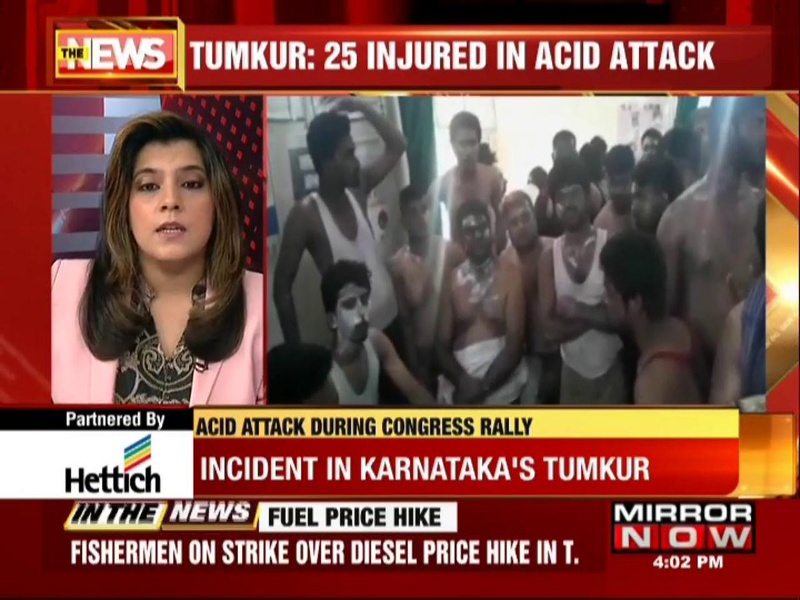 THE NEWS
TUMKUR: 25 INJURED IN ACID ATTACK
Partnered By
Hettich
ACID ATTACK DURING CONGRESS RALLY
INCIDENT IN KARNATAKA'S TUMKUR
IN THE NEWS
FUEL PRICE HIKE
FISHERMEN ON STRIKE OVER DIESEL PRICE HIKE IN T.
MIRROR
NOW
4:02 PM